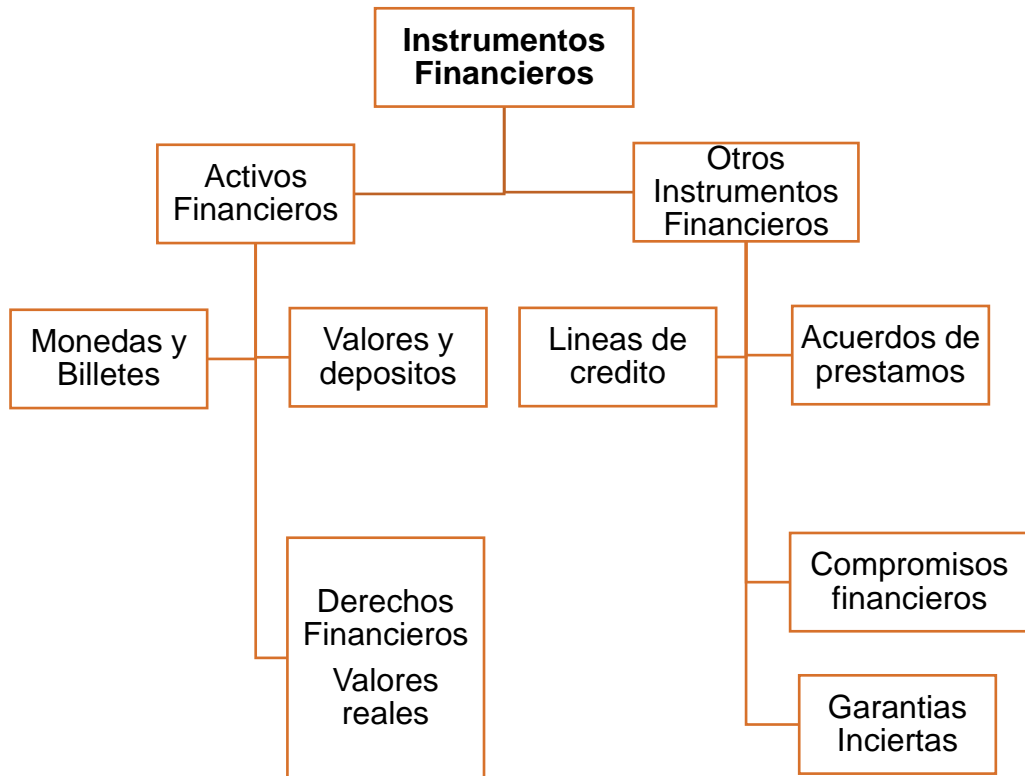 Instrumentos
Financieros
Activos
Financieros
Otros
Instrumentos
Financieros
Monedas y
Billetes
Valores y
depositos
Lineas de
credito
Acuerdos de
prestamos
Derechos
Financieros
Valores
reales
Compromisos
financieros
Garantias
Inciertas